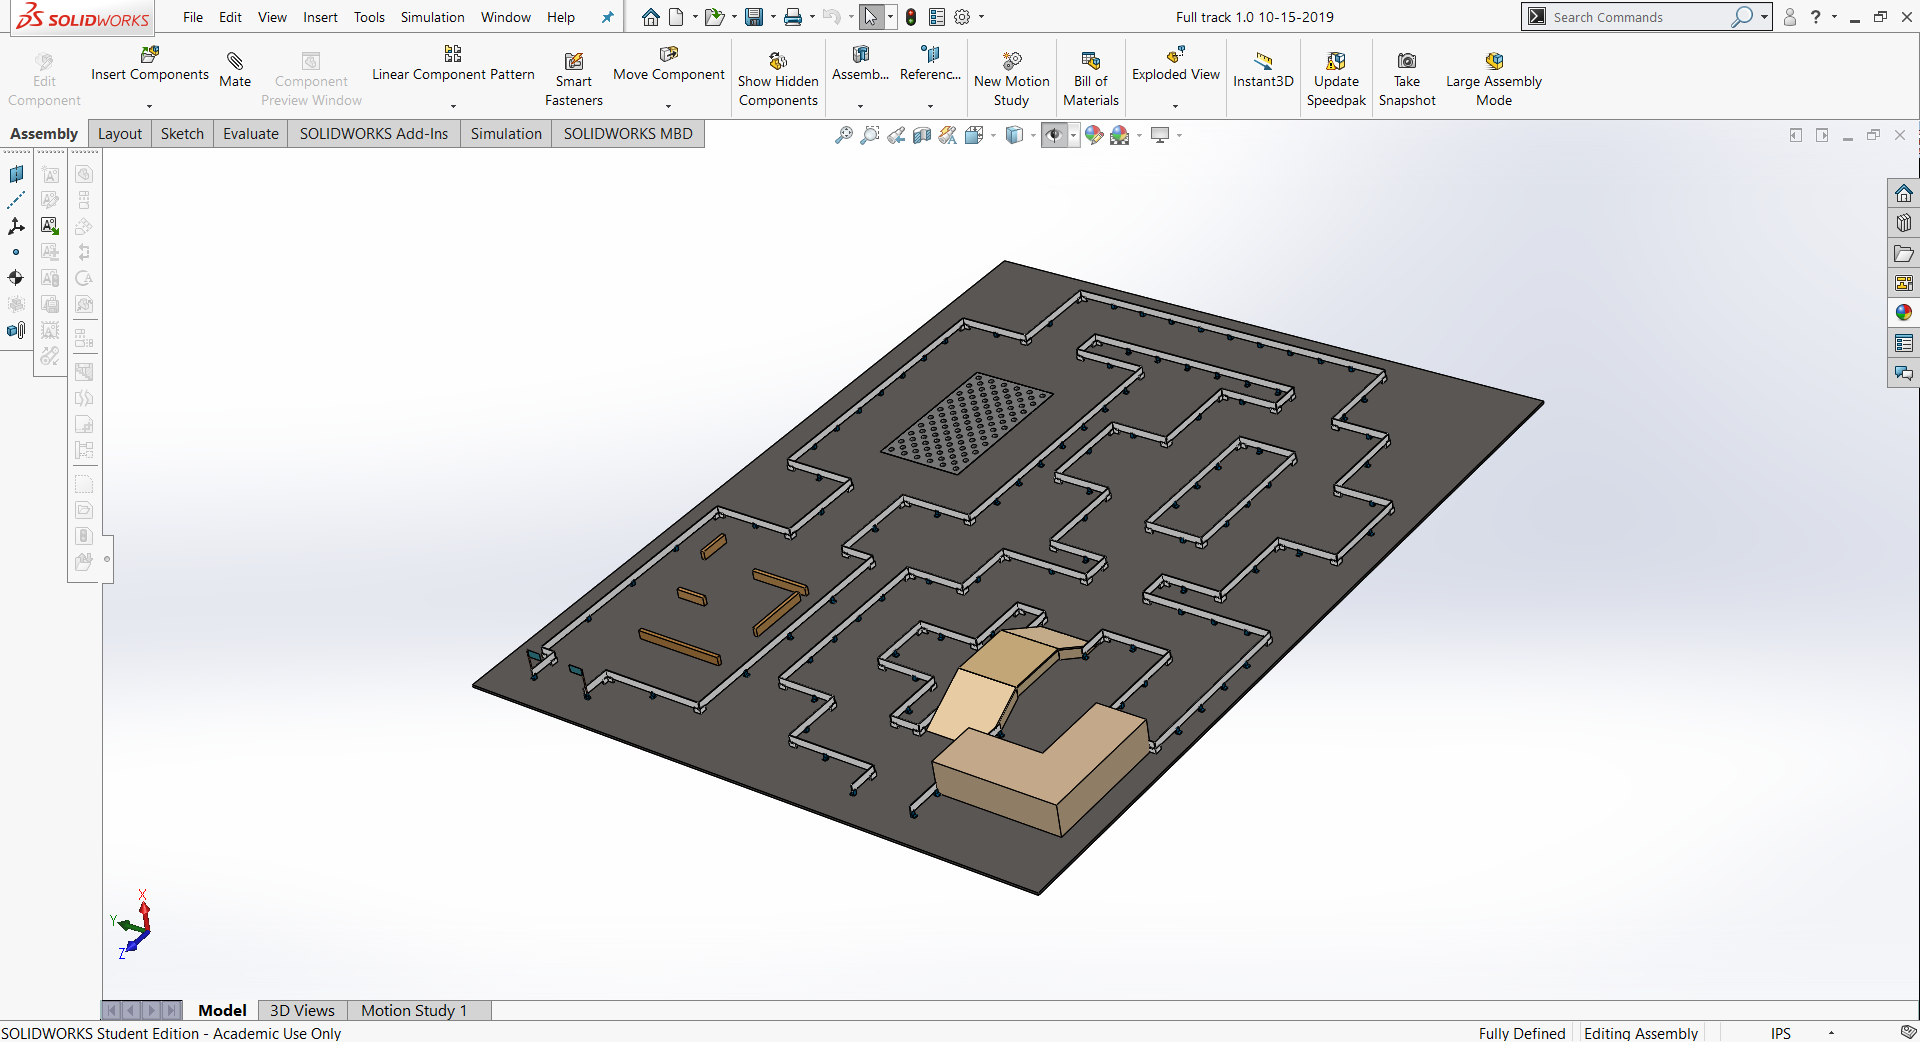 SOLIDWORKS
File Edit View Insert Tools Simulation Window Help
Full track 1.0 10-15-2019
Search Commands
?
Edit Component
Insert Components
Mate
Component Preview Window
Linear Component Pattern
Smart Fasteners
Move Component
Show Hidden Components
Assemb...
Referenc...
New Motion Study
Bill of Materials
Exploded View
Instant3D
Update Speedpak
Take Snapshot
Large Assembly Mode
Assembly Layout Sketch Evaluate SOLIDWORKS Add-Ins Simulation SOLIDWORKS MBD
X
Y
Z
Model 3D Views Motion Study 1
SOLIDWORKS Student Edition - Academic Use Only
Fully Defined Editing Assembly IPS